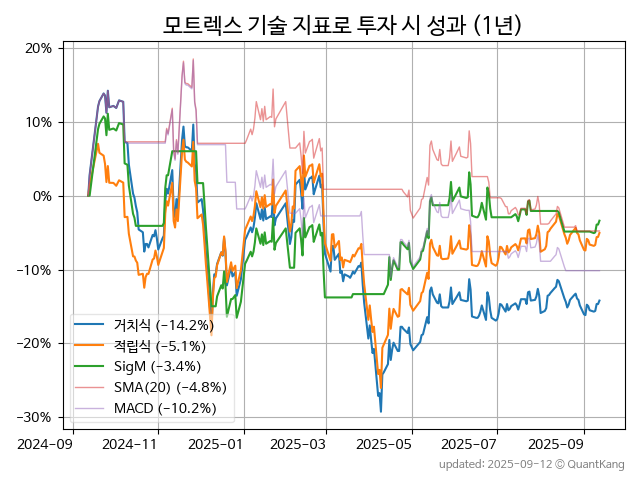 모트렉스 기술 지표로 투자 시 성과 (1년)
20%
10%
0%
−10%
−20%
−30%
거치식 (−14.2%)
적립식 (−5.1%)
SigM (−3.4%)
SMA(20) (−4.8%)
MACD (−10.2%)
2024-09 2024-11 2025-01 2025-03 2025-05 2025-07 2025-09
updated: 2025-09-12 © QuantKang